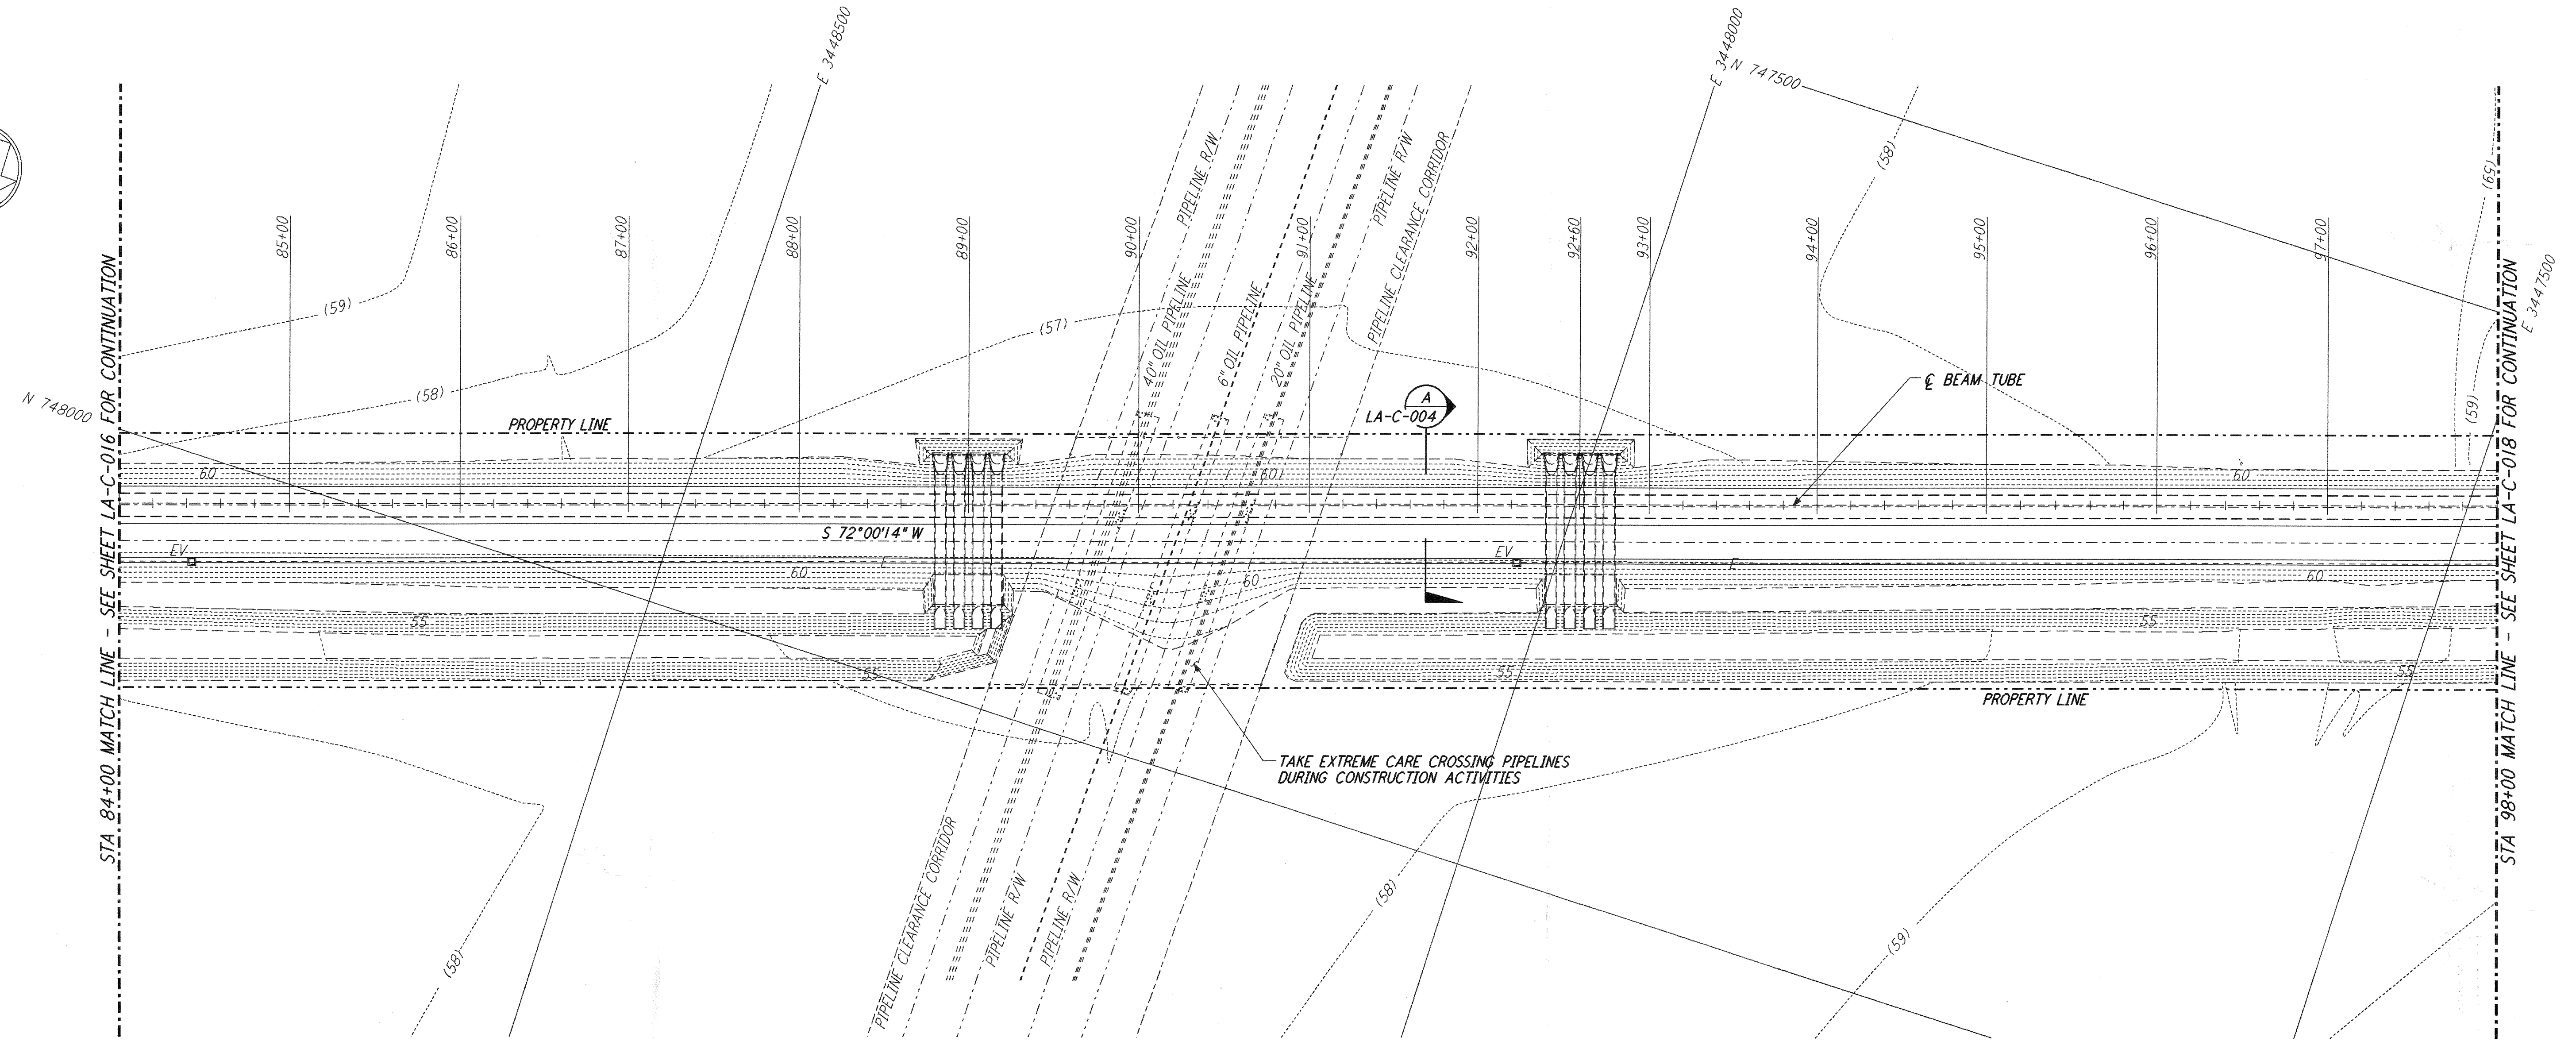 E 3448500
E 3448000
N 747500
85+00
86+00
87+00
88+00
89+00
90+00
91+00
92+00
92+60
93+00
94+00
95+00
96+00
97+00
PIPELINE R/W
PIPELINE R/W
PIPELINE CLEARANCE CORRIDOR
(58)
(59)
E 3447500
STA 84+00 MATCH LINE - SEE SHEET LA-C-016 FOR CONTINUATION
STA 98+00 MATCH LINE - SEE SHEET LA-C-018 FOR CONTINUATION
(59)
(57)
40" OIL PIPELINE
6" OIL PIPELINE
20" OIL PIPELINE
(58)
N 748000
PROPERTY LINE
A
LA-C-004
℄ BEAM TUBE
(59)
60
60
60
S 72°00'14" W
EV
EV
60
60
60
55
55
55
55
55
PROPERTY LINE
TAKE EXTREME CARE CROSSING PIPELINES
DURING CONSTRUCTION ACTIVITIES
PIPELINE CLEARANCE CORRIDOR
PIPELINE R/W
PIPELINE R/W
(58)
(58)
(59)